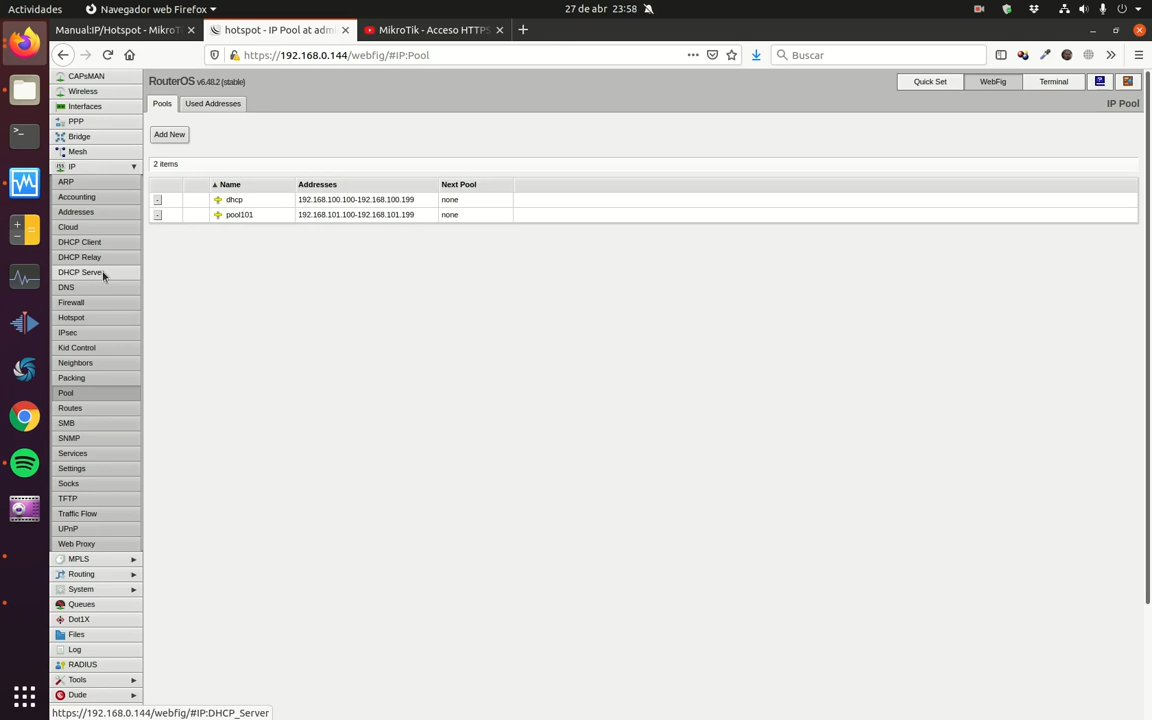 Actividades
Navegador web Firefox
27 de abr 23:58
Manual:IP/Hotspot - MikroT
hotspot - IP Pool at adm
MikroTik - Acceso HTTPS
https://192.168.0.144/webfig/#IP:Pool
Buscar
CAPsMAN
Wireless
Interfaces
PPP
Bridge
Mesh
IP
ARP
Accounting
Addresses
Cloud
DHCP Client
DHCP Relay
DHCP Server
DNS
Firewall
Hotspot
IPsec
Kid Control
Neighbors
Packing
Pool
Routes
SMB
SNMP
Services
Settings
Socks
TFTP
Traffic Flow
UPnP
Web Proxy
MPLS
Routing
System
Queues
Dot1X
Files
Log
RADIUS
Tools
Dude
RouterOS v6.48.2 (stable)
Quick Set
WebFig
Terminal
Pools
Used Addresses
IP Pool
Add New
2 items
Name Addresses Next Pool
- dhcp 192.168.100.100-192.168.100.199 none
- pool101 192.168.101.100-192.168.101.199 none
https://192.168.0.144/webfig/#IP:DHCP_Server